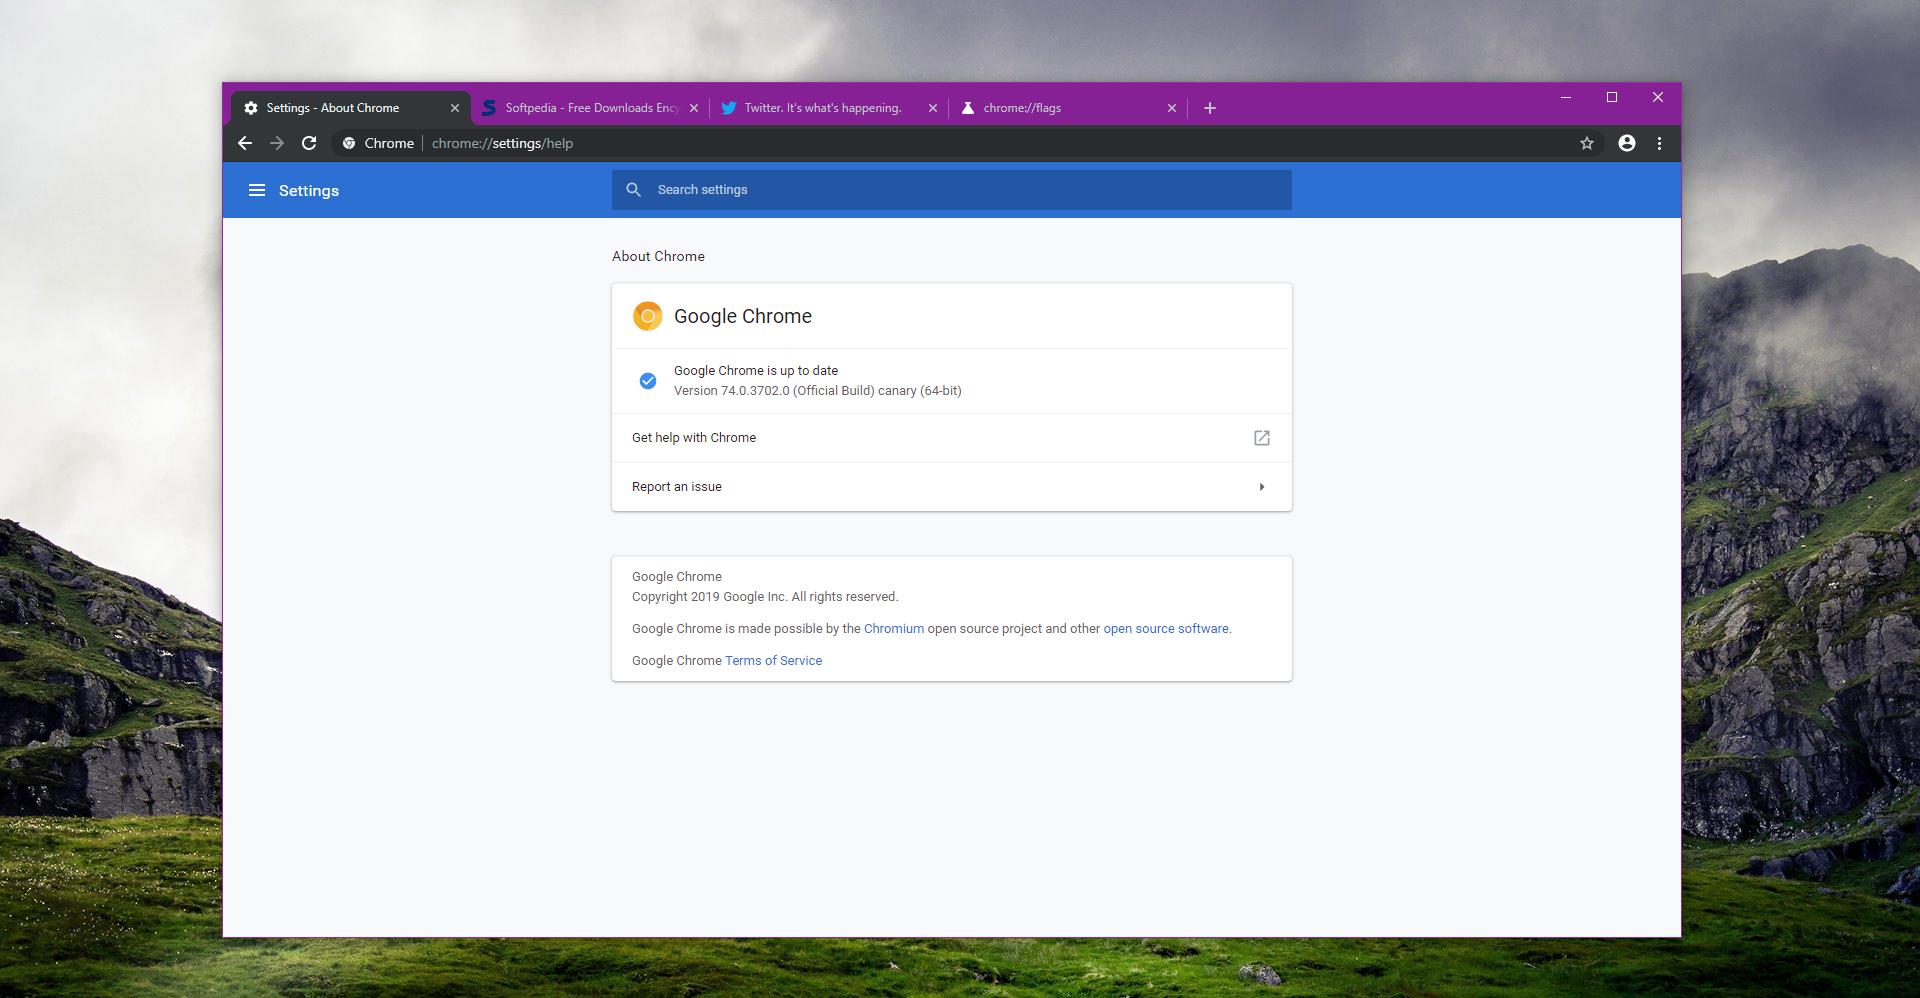 Settings - About Chrome
Softpedia - Free Downloads Ency
Twitter. It's what's happening.
chrome://flags
Chrome
chrome://settings/help
Settings
Search settings
About Chrome
Google Chrome
Google Chrome is up to date
Version 74.0.3702.0 (Official Build) canary (64-bit)
Get help with Chrome
Report an issue
Google Chrome
Copyright 2019 Google Inc. All rights reserved.
Google Chrome is made possible by the Chromium open source project and other open source software.
Google Chrome Terms of Service